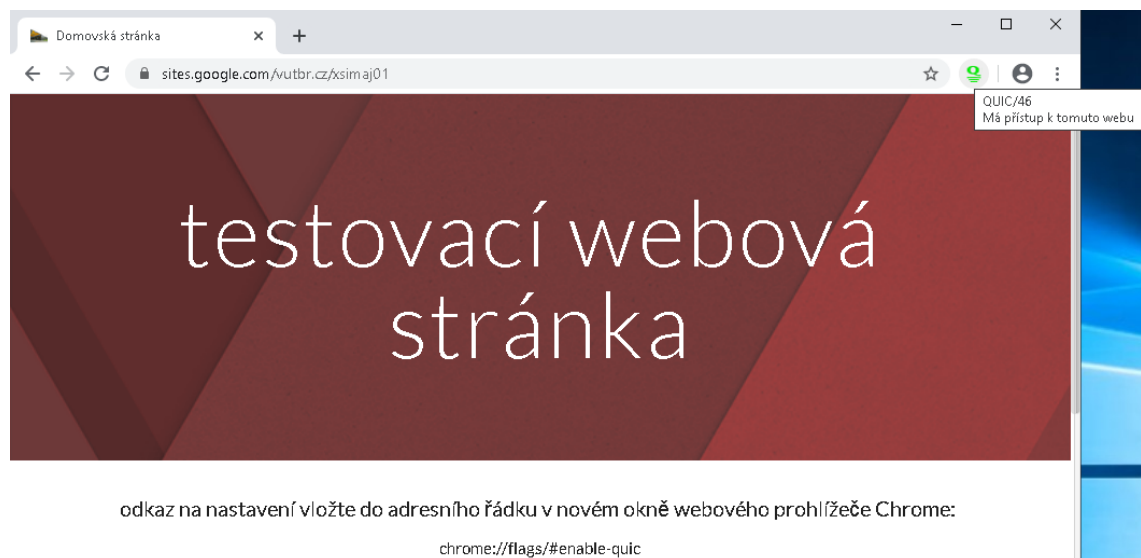 Domovská stránka
sites.google.com/vutbr.cz/xsimaj01
QUIC/46
Má přístup k tomuto webu
testovací webová
stránka
odkaz na nastavení vložte do adresního řádku v novém okně webového prohlížeče Chrome:
chrome://flags/#enable-quic